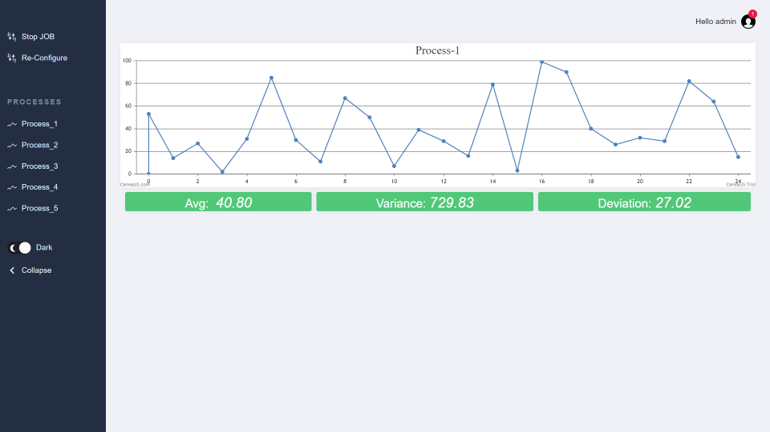 Hello admin
1
Stop JOB
Re-Configure
PROCESSES
Process_1
Process_2
Process_3
Process_4
Process_5
Dark
Collapse
Process-1
100
80
60
40
20
0
0 2 4 6 8 10 12 14 16 18 20 22 24
CanvasJS.com
CanvasJS Trial
Avg: 40.80
Variance: 729.83
Deviation: 27.02